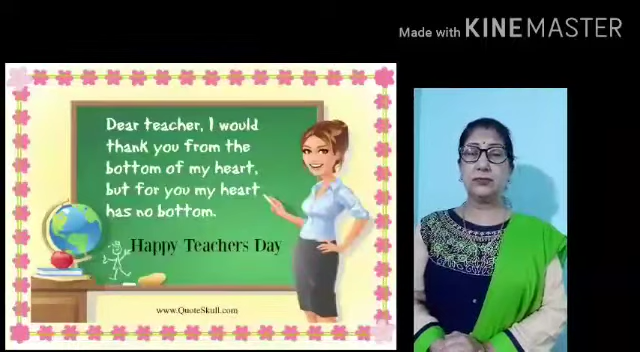 Made with KINEMASTER
Dear teacher, I would
thank you from the
bottom of my heart,
but for you my heart
has no bottom.
Happy Teachers Day
www.QuoteSkull.com